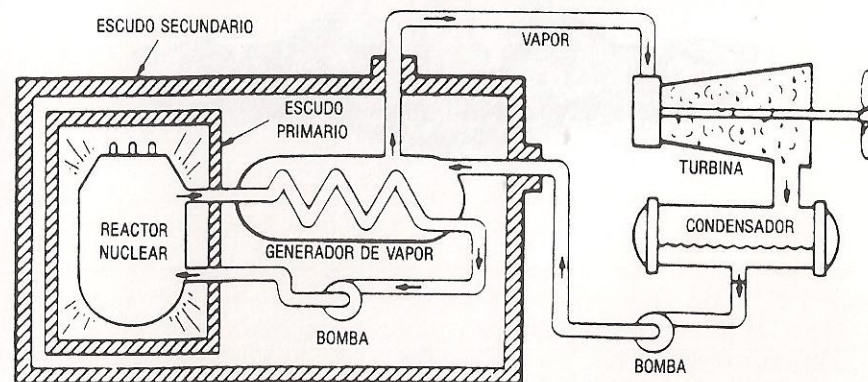 ESCUDO SECUNDARIO
VAPOR
ESCUDO
PRIMARIO
TURBINA
REACTOR
NUCLEAR
GENERADOR DE VAPOR
CONDENSADOR
BOMBA
BOMBA